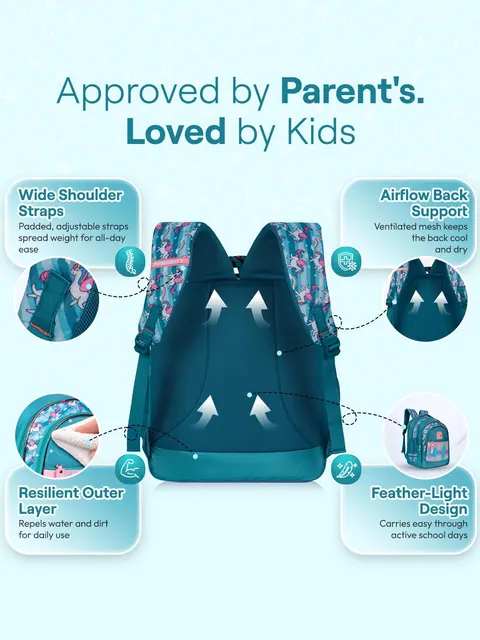 Approved by Parent's.
Loved by Kids
Wide Shoulder
Straps
Padded, adjustable straps
spread weight for all-day
ease
Airflow Back
Support
Ventilated mesh keeps
the back cool
and dry
Resilient Outer
Layer
Repels water and dirt
for daily use
Feather-Light
Design
Carries easy through
active school days